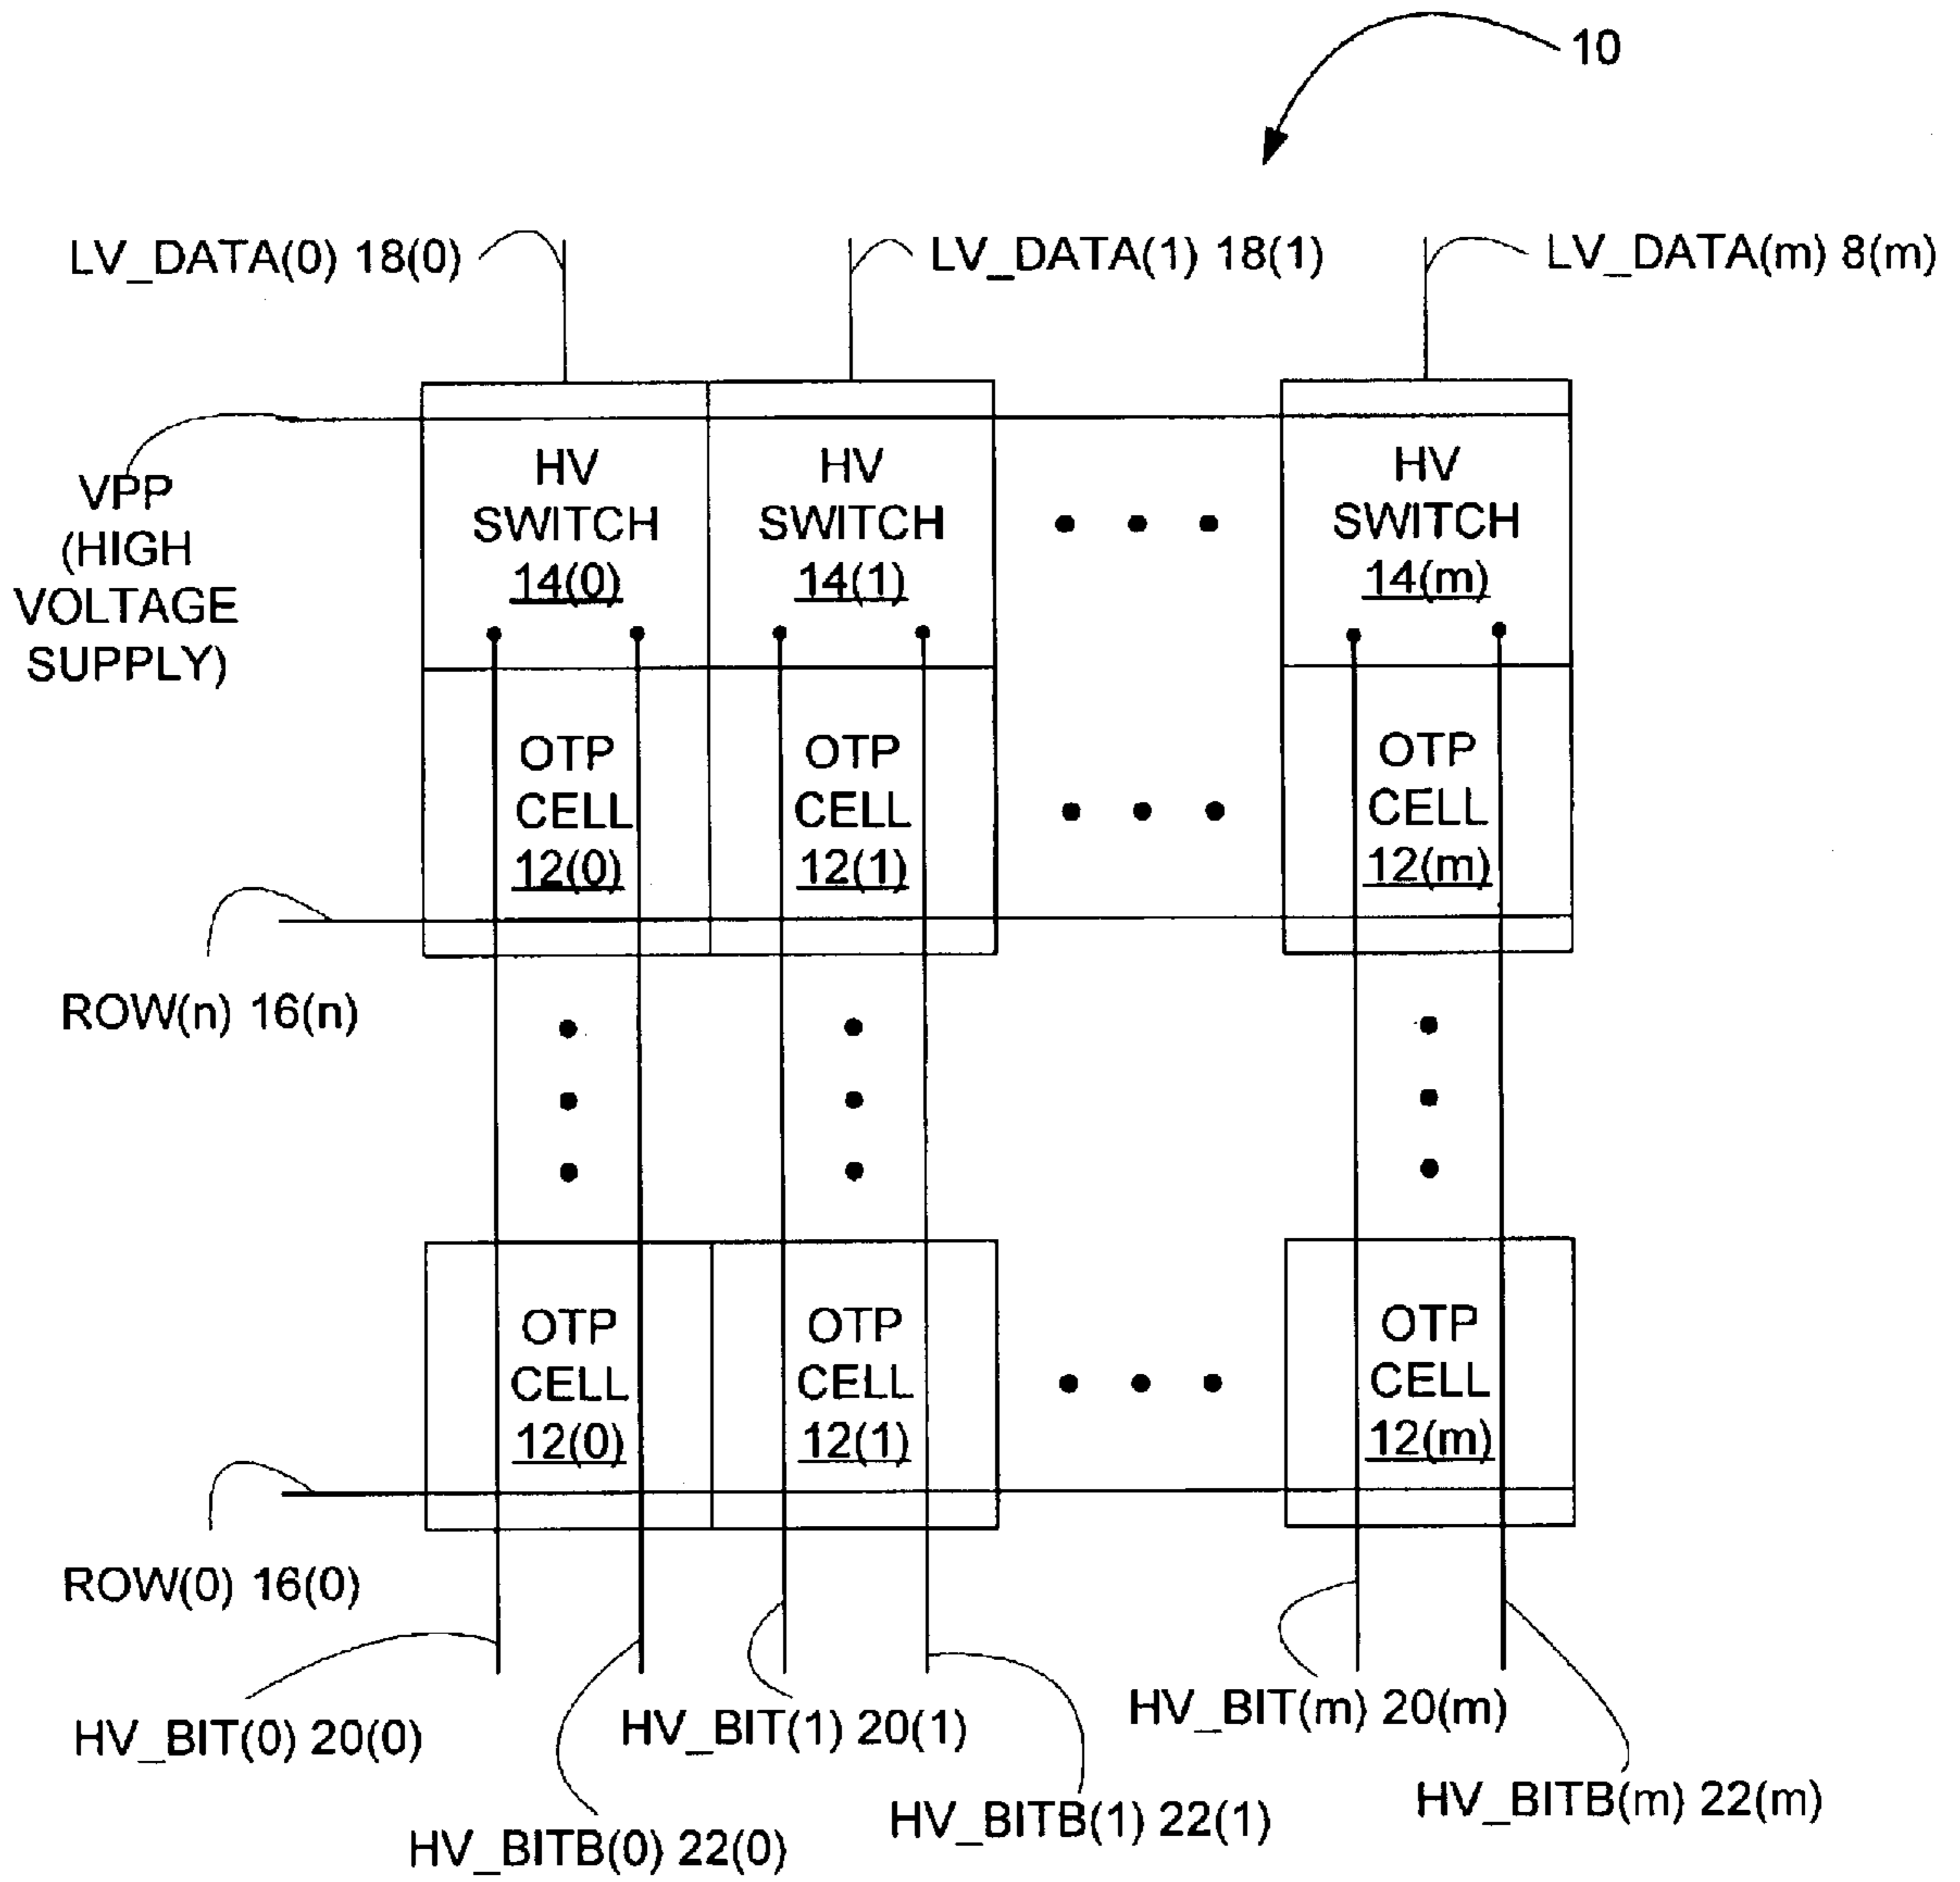 10
LV_DATA(0) 18(0)
LV_DATA(1) 18(1)
LV_DATA(m) 8(m)
VPP
(HIGH
VOLTAGE
SUPPLY)
HV
SWITCH
14(0)
HV
SWITCH
14(1)
HV
SWITCH
14(m)
OTP
CELL
12(0)
OTP
CELL
12(1)
OTP
CELL
12(m)
ROW(n) 16(n)
OTP
CELL
12(0)
OTP
CELL
12(1)
OTP
CELL
12(m)
ROW(0) 16(0)
HV_BIT(0) 20(0)
HV_BITB(0) 22(0)
HV_BIT(1) 20(1)
HV_BITB(1) 22(1)
HV_BIT(m) 20(m)
HV_BITB(m) 22(m)